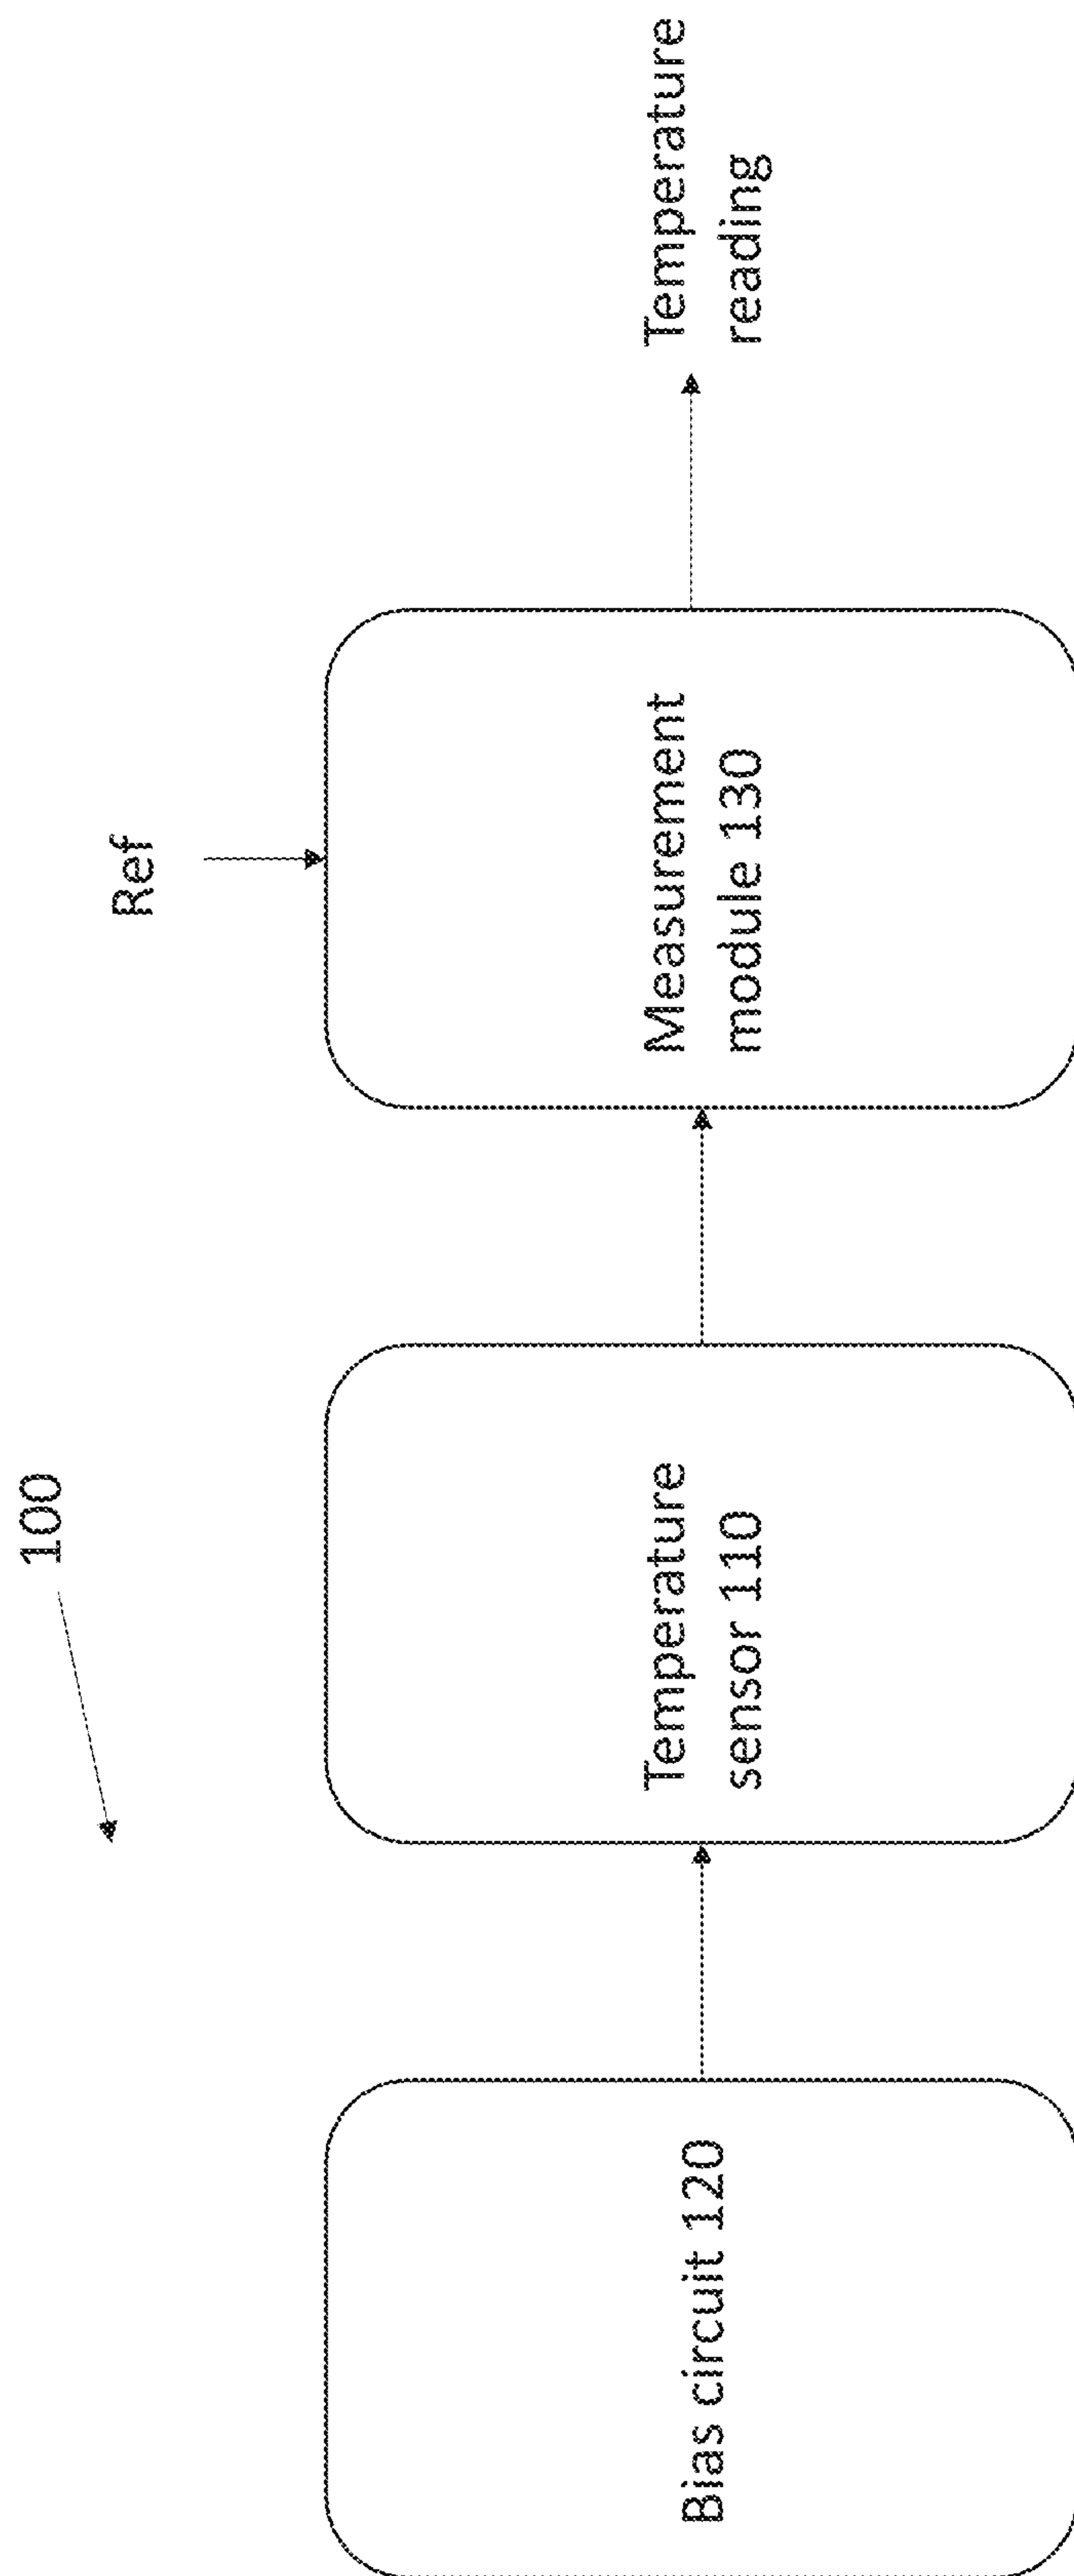 100
Ref
Bias circuit 120
Temperature
sensor 110
Measurement
module 130
Temperature
reading